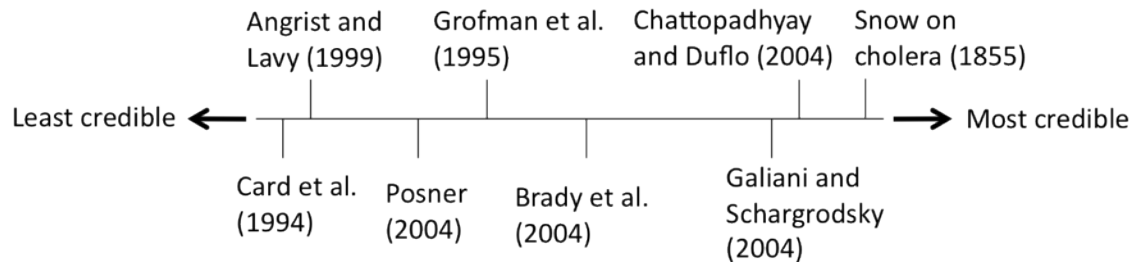 Angrist and
Lavy (1999)
Grofman et al.
(1995)
Chattopadhyay
and Duflo (2004)
Snow on
cholera (1855)
Least credible
Most credible
Card et al.
(1994)
Posner
(2004)
Brady et al.
(2004)
Galiani and
Schargrodsky
(2004)